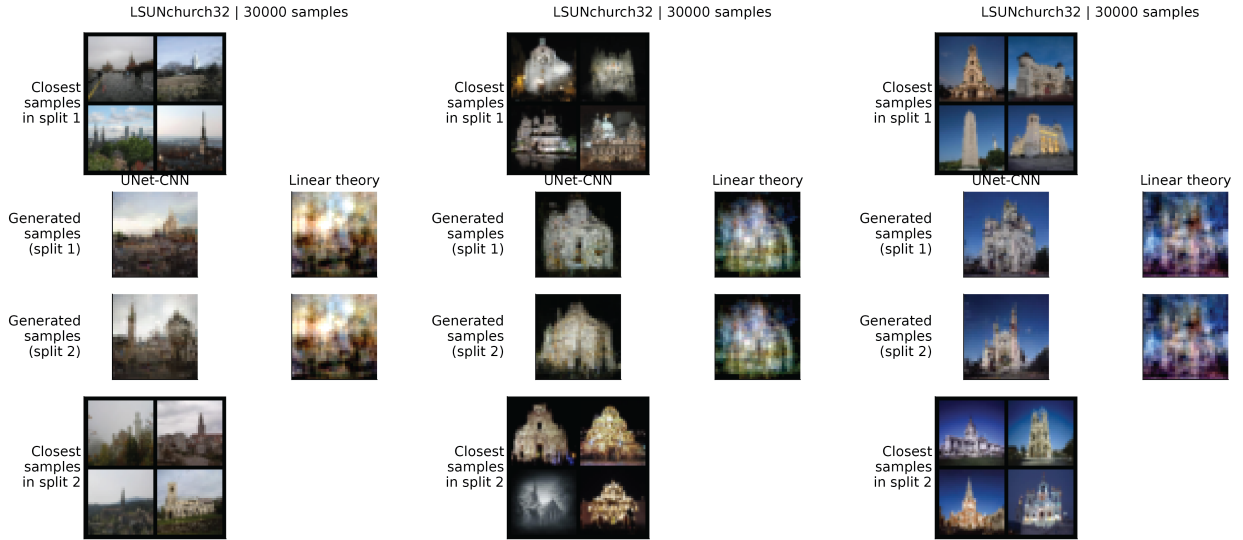 LSUNchurch32 | 30000 samples
Closest
samples
in split 1
UNet-CNN
Linear theory
Generated
samples
(split 1)
Generated
samples
(split 2)
Closest
samples
in split 2
LSUNchurch32 | 30000 samples
Closest
samples
in split 1
UNet-CNN
Linear theory
Generated
samples
(split 1)
Generated
samples
(split 2)
Closest
samples
in split 2
LSUNchurch32 | 30000 samples
Closest
samples
in split 1
UNet-CNN
Linear theory
Generated
samples
(split 1)
Generated
samples
(split 2)
Closest
samples
in split 2